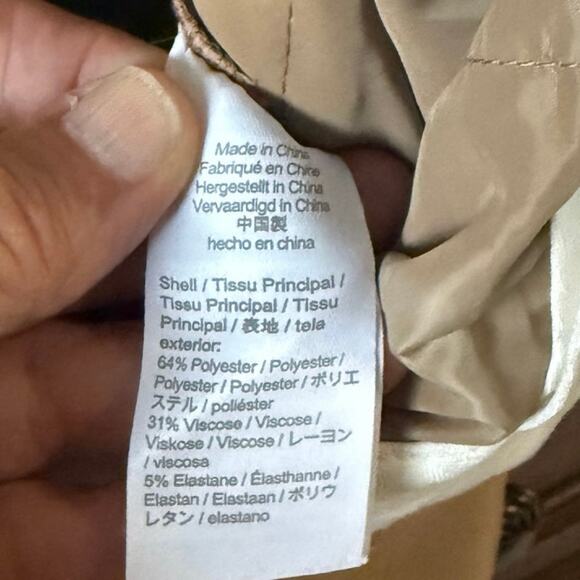 Made in China
Fabriqué en Chine
Hergestellt in China
Vervaardigd in China
中国製
hecho en china
Shell / Tissu Principal /
Tissu Principal / Tissu
Principal / 表地 / tela
exterior:
64% Polyester / Polyester /
Polyester / Polyester / ポリエ
ステル / poliéster
31% Viscose / Viscose /
Viskose / Viscose / レーヨン
/ viscosa
5% Elastane / Élasthanne /
Elastan / Elastaan / ポリウ
レタン / elastano